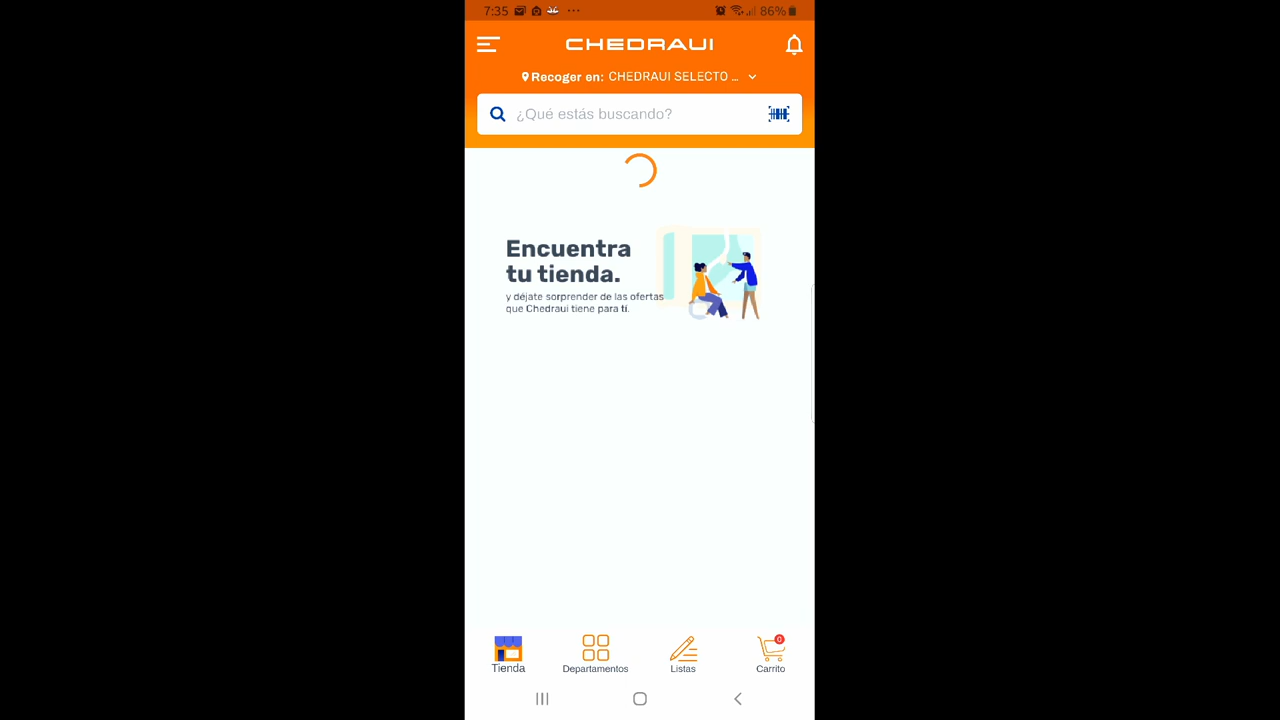 7:35
86%
CHEDRAUI
Recoger en: CHEDRAUI SELECTO ...
¿Qué estás buscando?
Encuentra
tu tienda.
y déjate sorprender de las ofertas
que Chedraui tiene para tí.
0
Tienda
Departamentos
Listas
Carrito